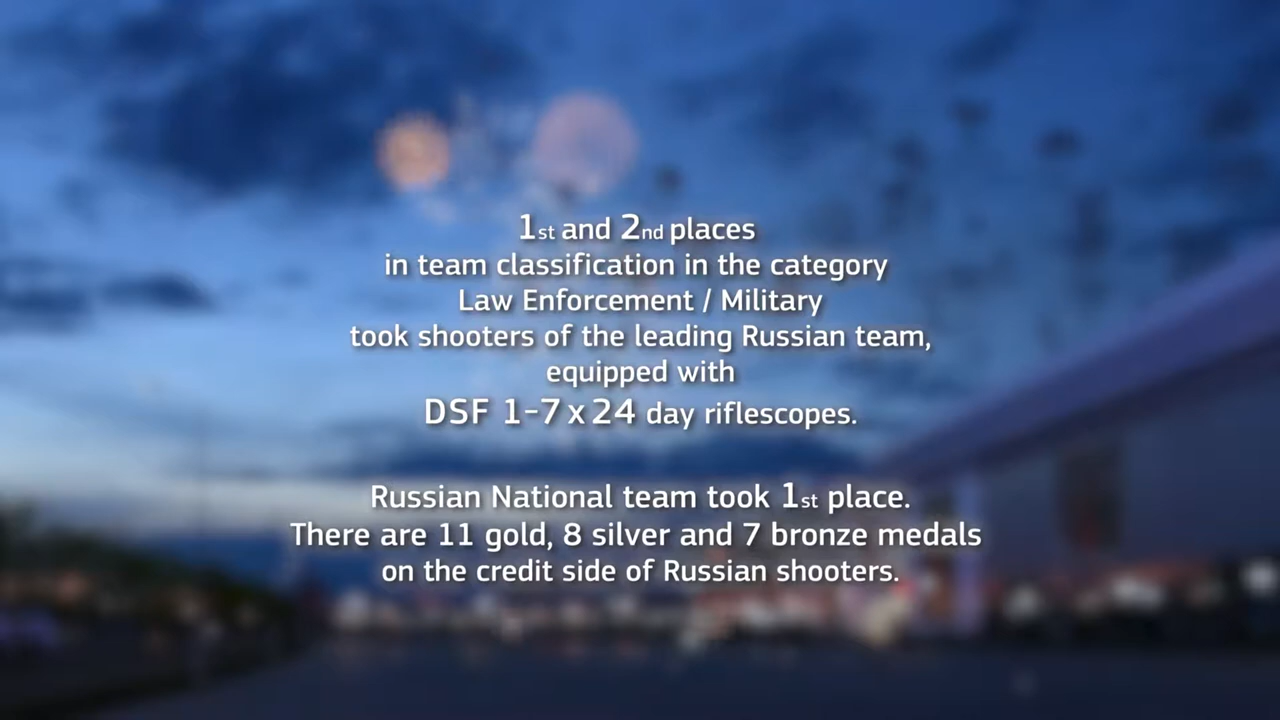 1st and 2nd places
in team classification in the category
Law Enforcement / Military
took shooters of the leading Russian team,
equipped with
DSF 1-7x24 day riflescopes.
Russian National team took 1st place.
There are 11 gold, 8 silver and 7 bronze medals
on the credit side of Russian shooters.